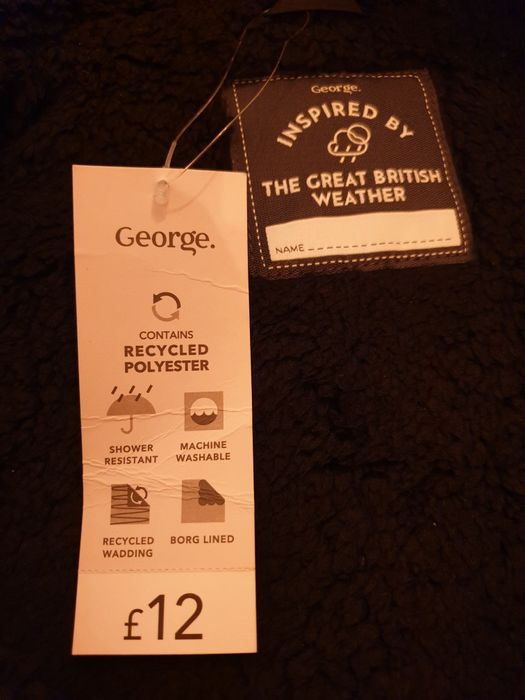 George.
INSPIRED BY
THE GREAT BRITISH
WEATHER
NAME
George.
CONTAINS
RECYCLED
POLYESTER
SHOWER
RESISTANT
MACHINE
WASHABLE
RECYCLED
WADDING
BORG LINED
£12